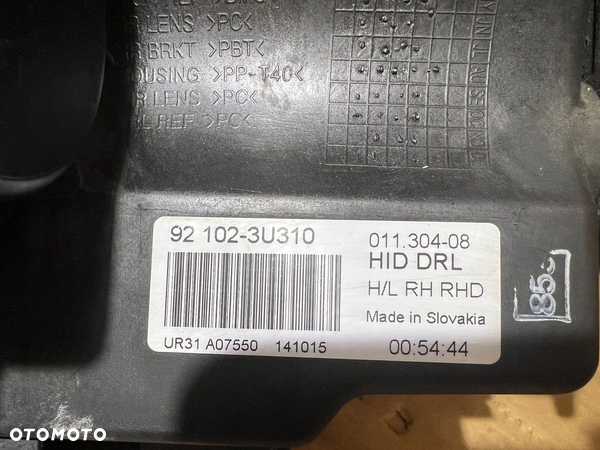 LENS >PC<
BRKT >PBT<
OUSING >PP-T40<
R LENS >PC<
L REF >PC<
92 102-3U310
011.304-08
HID DRL
H/L RH RHD
Made in Slovakia
UR31 A07550 141015
00:54:44
85
OTOMOTO